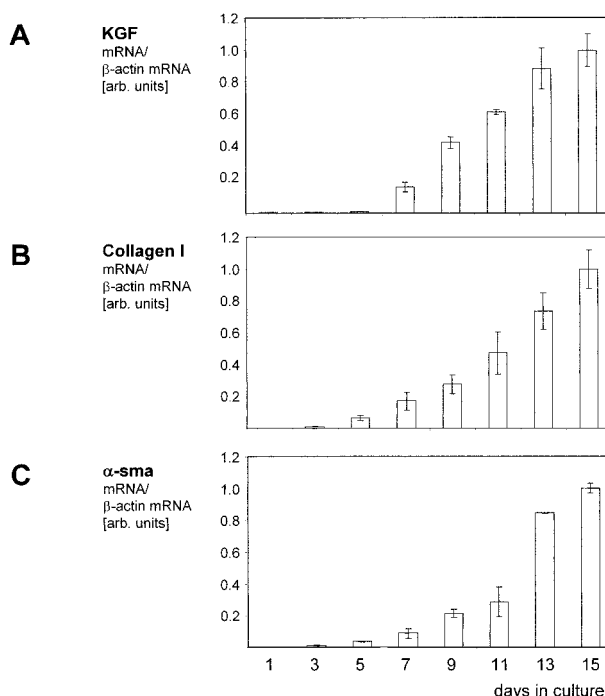 A
KGF
mRNA/
β-actin mRNA
[arb. units]
1.2
1.0
0.8
0.6
0.4
0.2
B
Collagen I
mRNA/
β-actin mRNA
[arb. units]
1.2
1.0
0.8
0.6
0.4
0.2
C
α-sma
mRNA/
β-actin mRNA
[arb. units]
1.2
1.0
0.8
0.6
0.4
0.2
1 3 5 7 9 11 13 15
days in culture